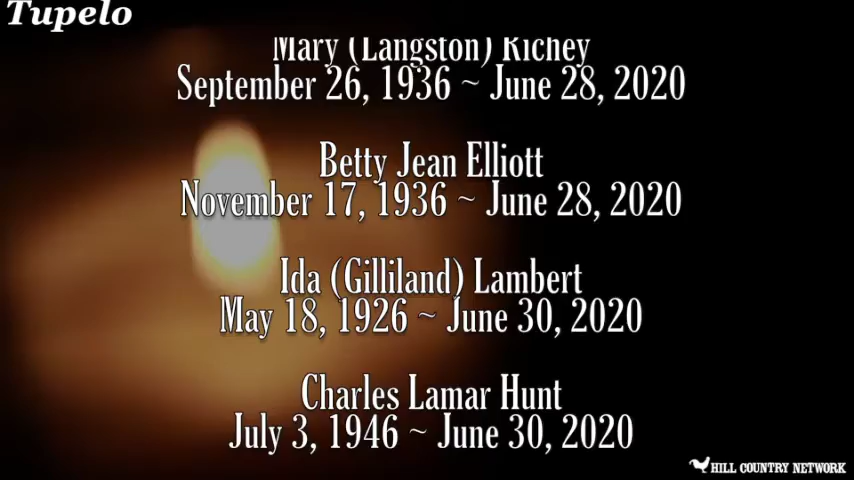 Tupelo
Mary (Langston) Richey
September 26, 1936 ~ June 28, 2020
Betty Jean Elliott
November 17, 1936 ~ June 28, 2020
Ida (Gilliland) Lambert
May 18, 1926 ~ June 30, 2020
Charles Lamar Hunt
July 3, 1946 ~ June 30, 2020
HILL COUNTRY NETWORK